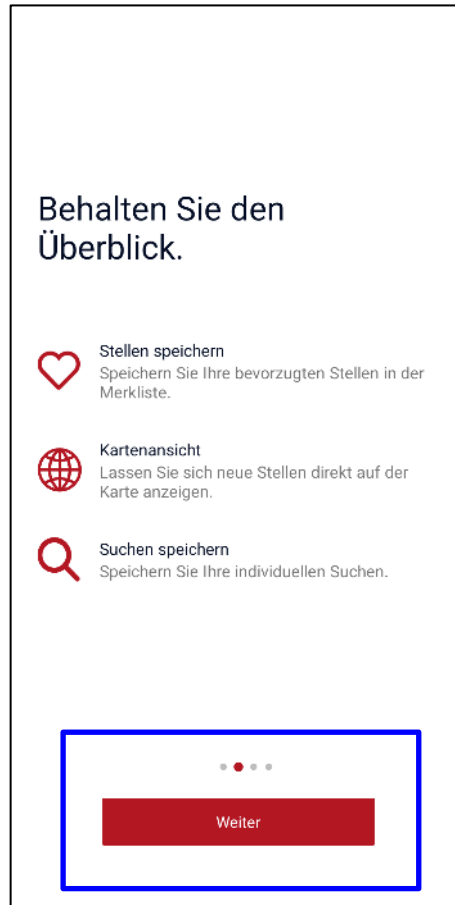 Behalten Sie den
Überblick.
Stellen speichern
Speichern Sie Ihre bevorzugten Stellen in der
Merkliste.
Kartenansicht
Lassen Sie sich neue Stellen direkt auf der
Karte anzeigen.
Suchen speichern
Speichern Sie Ihre individuellen Suchen.
Weiter